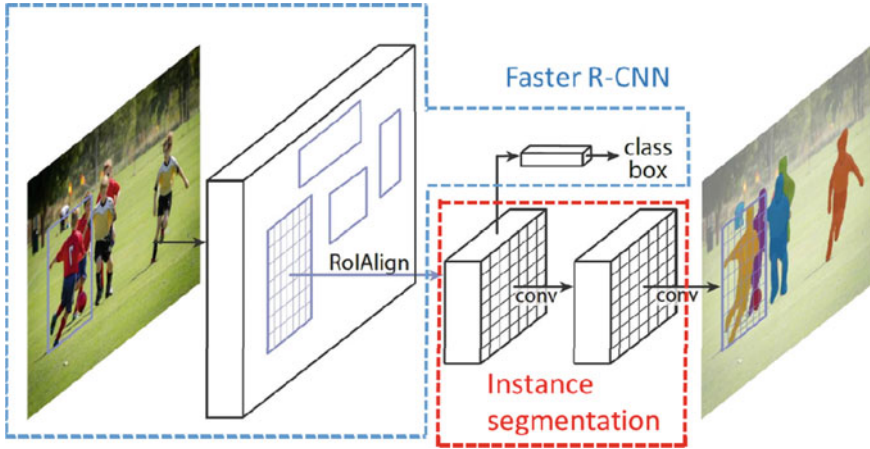 Faster R-CNN
class
box
RoIAlign
conv
conv
Instance
segmentation